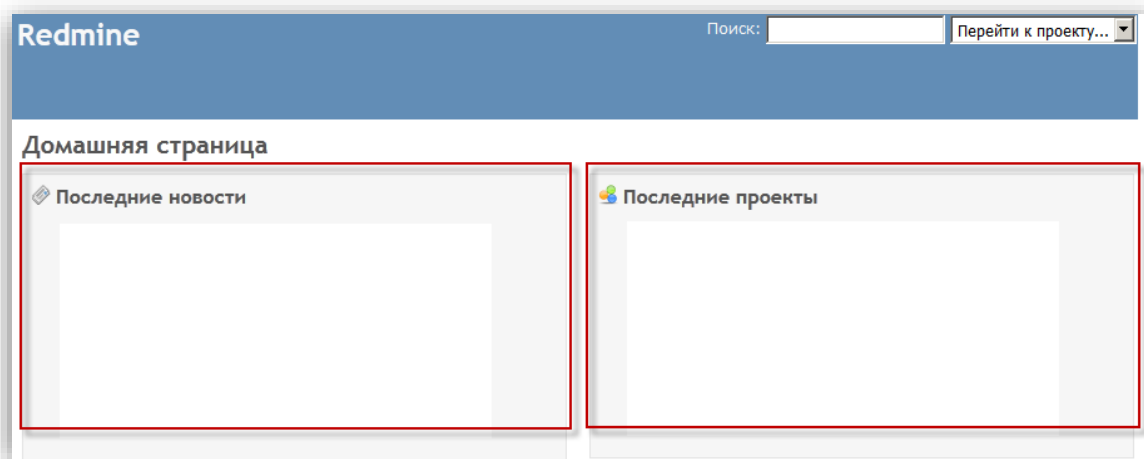 Redmine
Поиск:
Перейти к проекту...
Домашняя страница
Последние новости
Последние проекты